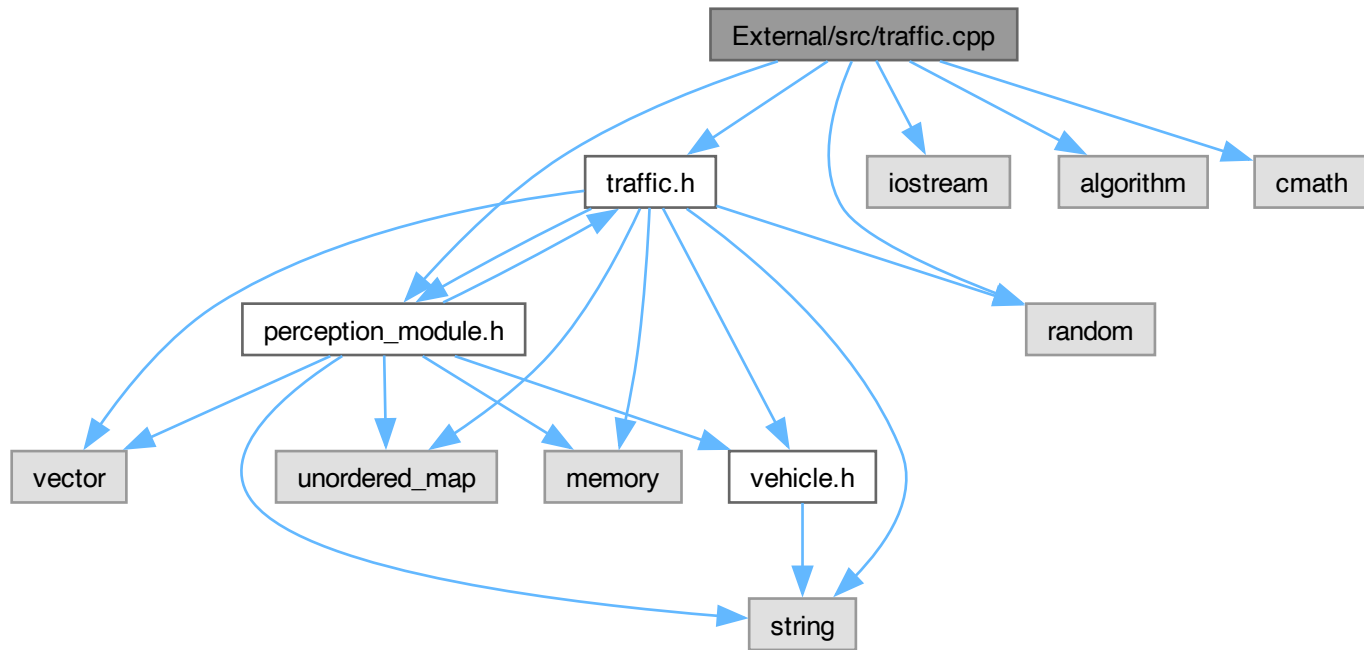 External/src/traffic.cpp
traffic.h
iostream
algorithm
cmath
perception_module.h
random
vector
unordered_map
memory
vehicle.h
string